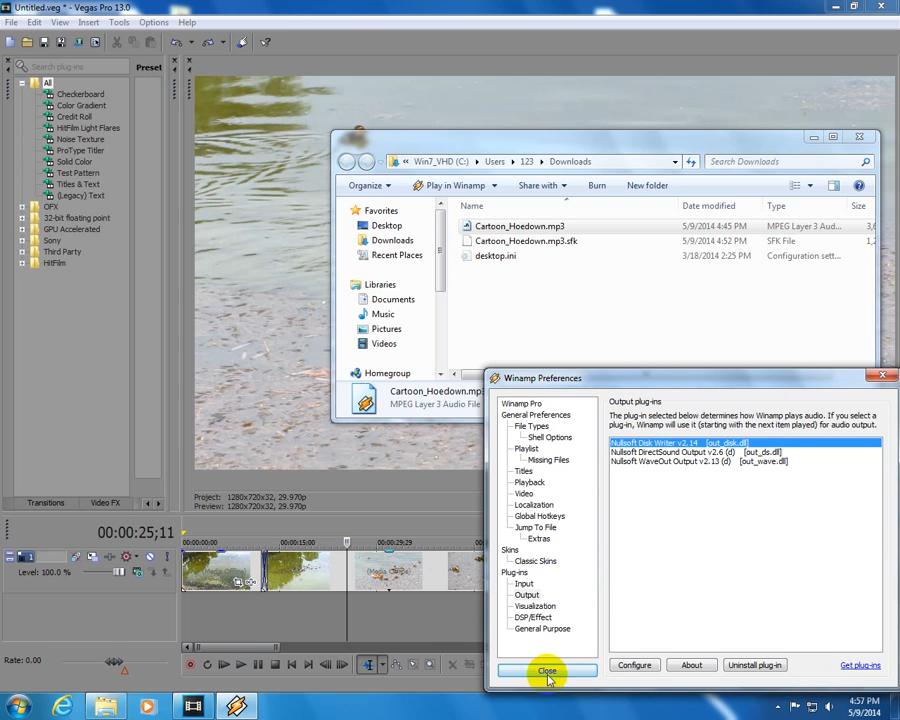 Untitled.veg * - Vegas Pro 13.0
File Edit View Insert Tools Options Help
Search plug-ins
Preset
All
Checkerboard
Color Gradient
Credit Roll
HitFilm Light Flares
Noise Texture
ProType Titler
Solid Color
Test Pattern
Titles & Text
(Legacy) Text
OFX
32-bit floating point
GPU Accelerated
Sony
Third Party
HitFilm
Transitions Video FX
Project: 1280x720x32, 29.970p
Preview: 1280x720x32, 29.970p
Win7_VHD (C:) Users 123 Downloads
Search Downloads
Organize Play in Winamp Share with Burn New folder
Name Date modified Type Size
Favorites
Desktop
Downloads
Recent Places
Libraries
Documents
Music
Pictures
Videos
Homegroup
Cartoon_Hoedown.mp3 5/9/2014 4:45 PM MPEG Layer 3 Aud... 3,6
Cartoon_Hoedown.mp3.sfk 5/9/2014 4:52 PM SFK File 1,2
desktop.ini 3/18/2014 2:25 PM Configuration sett...
Cartoon_Hoedown.mp
MPEG Layer 3 Audio File
Winamp Preferences
Winamp Pro
General Preferences
File Types
Shell Options
Playlist
Missing Files
Titles
Playback
Video
Localization
Global Hotkeys
Jump To File
Extras
Skins
Classic Skins
Plug-ins
Input
Output
Visualization
DSP/Effect
General Purpose
Close
Output plug-ins
The plug-in selected below determines how Winamp plays audio. If you select a
plug-in, Winamp will use it (starting with the next item played) for audio output.
Nullsoft Disk Writer v2.14 [out_disk.dll]
Nullsoft DirectSound Output v2.6 (d) [out_ds.dll]
Nullsoft WaveOut Output v2.13 (d) [out_wave.dll]
Configure About Uninstall plug-in Get plug-ins
00:00:25;11
00:00:00;00 00:00:15:00 00:00:29:29
1
Level: 100.0 %
(Media Offline)
Rate: 0.00
4:57 PM
5/9/2014